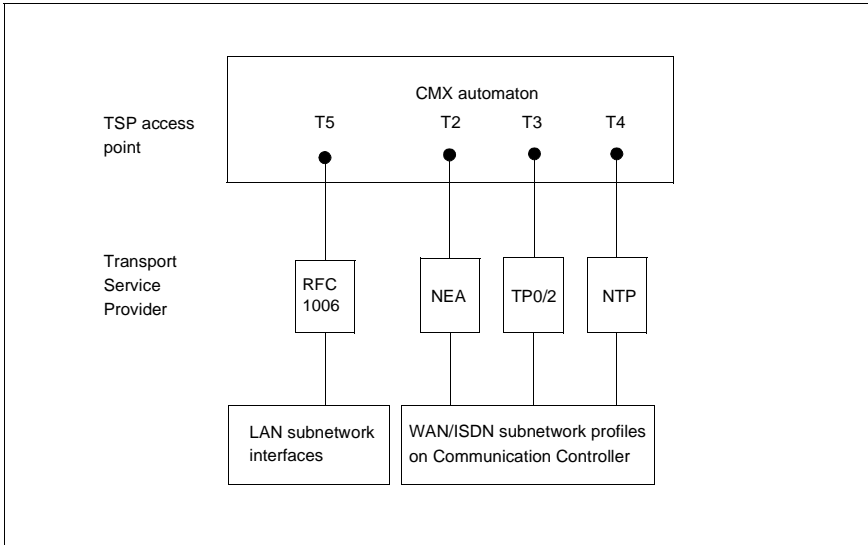 CMX automaton
TSP access
point
T5 T2 T3 T4
Transport
Service
Provider
RFC
1006
NEA TP0/2 NTP
LAN subnetwork
interfaces
WAN/ISDN subnetwork profiles
on Communication Controller